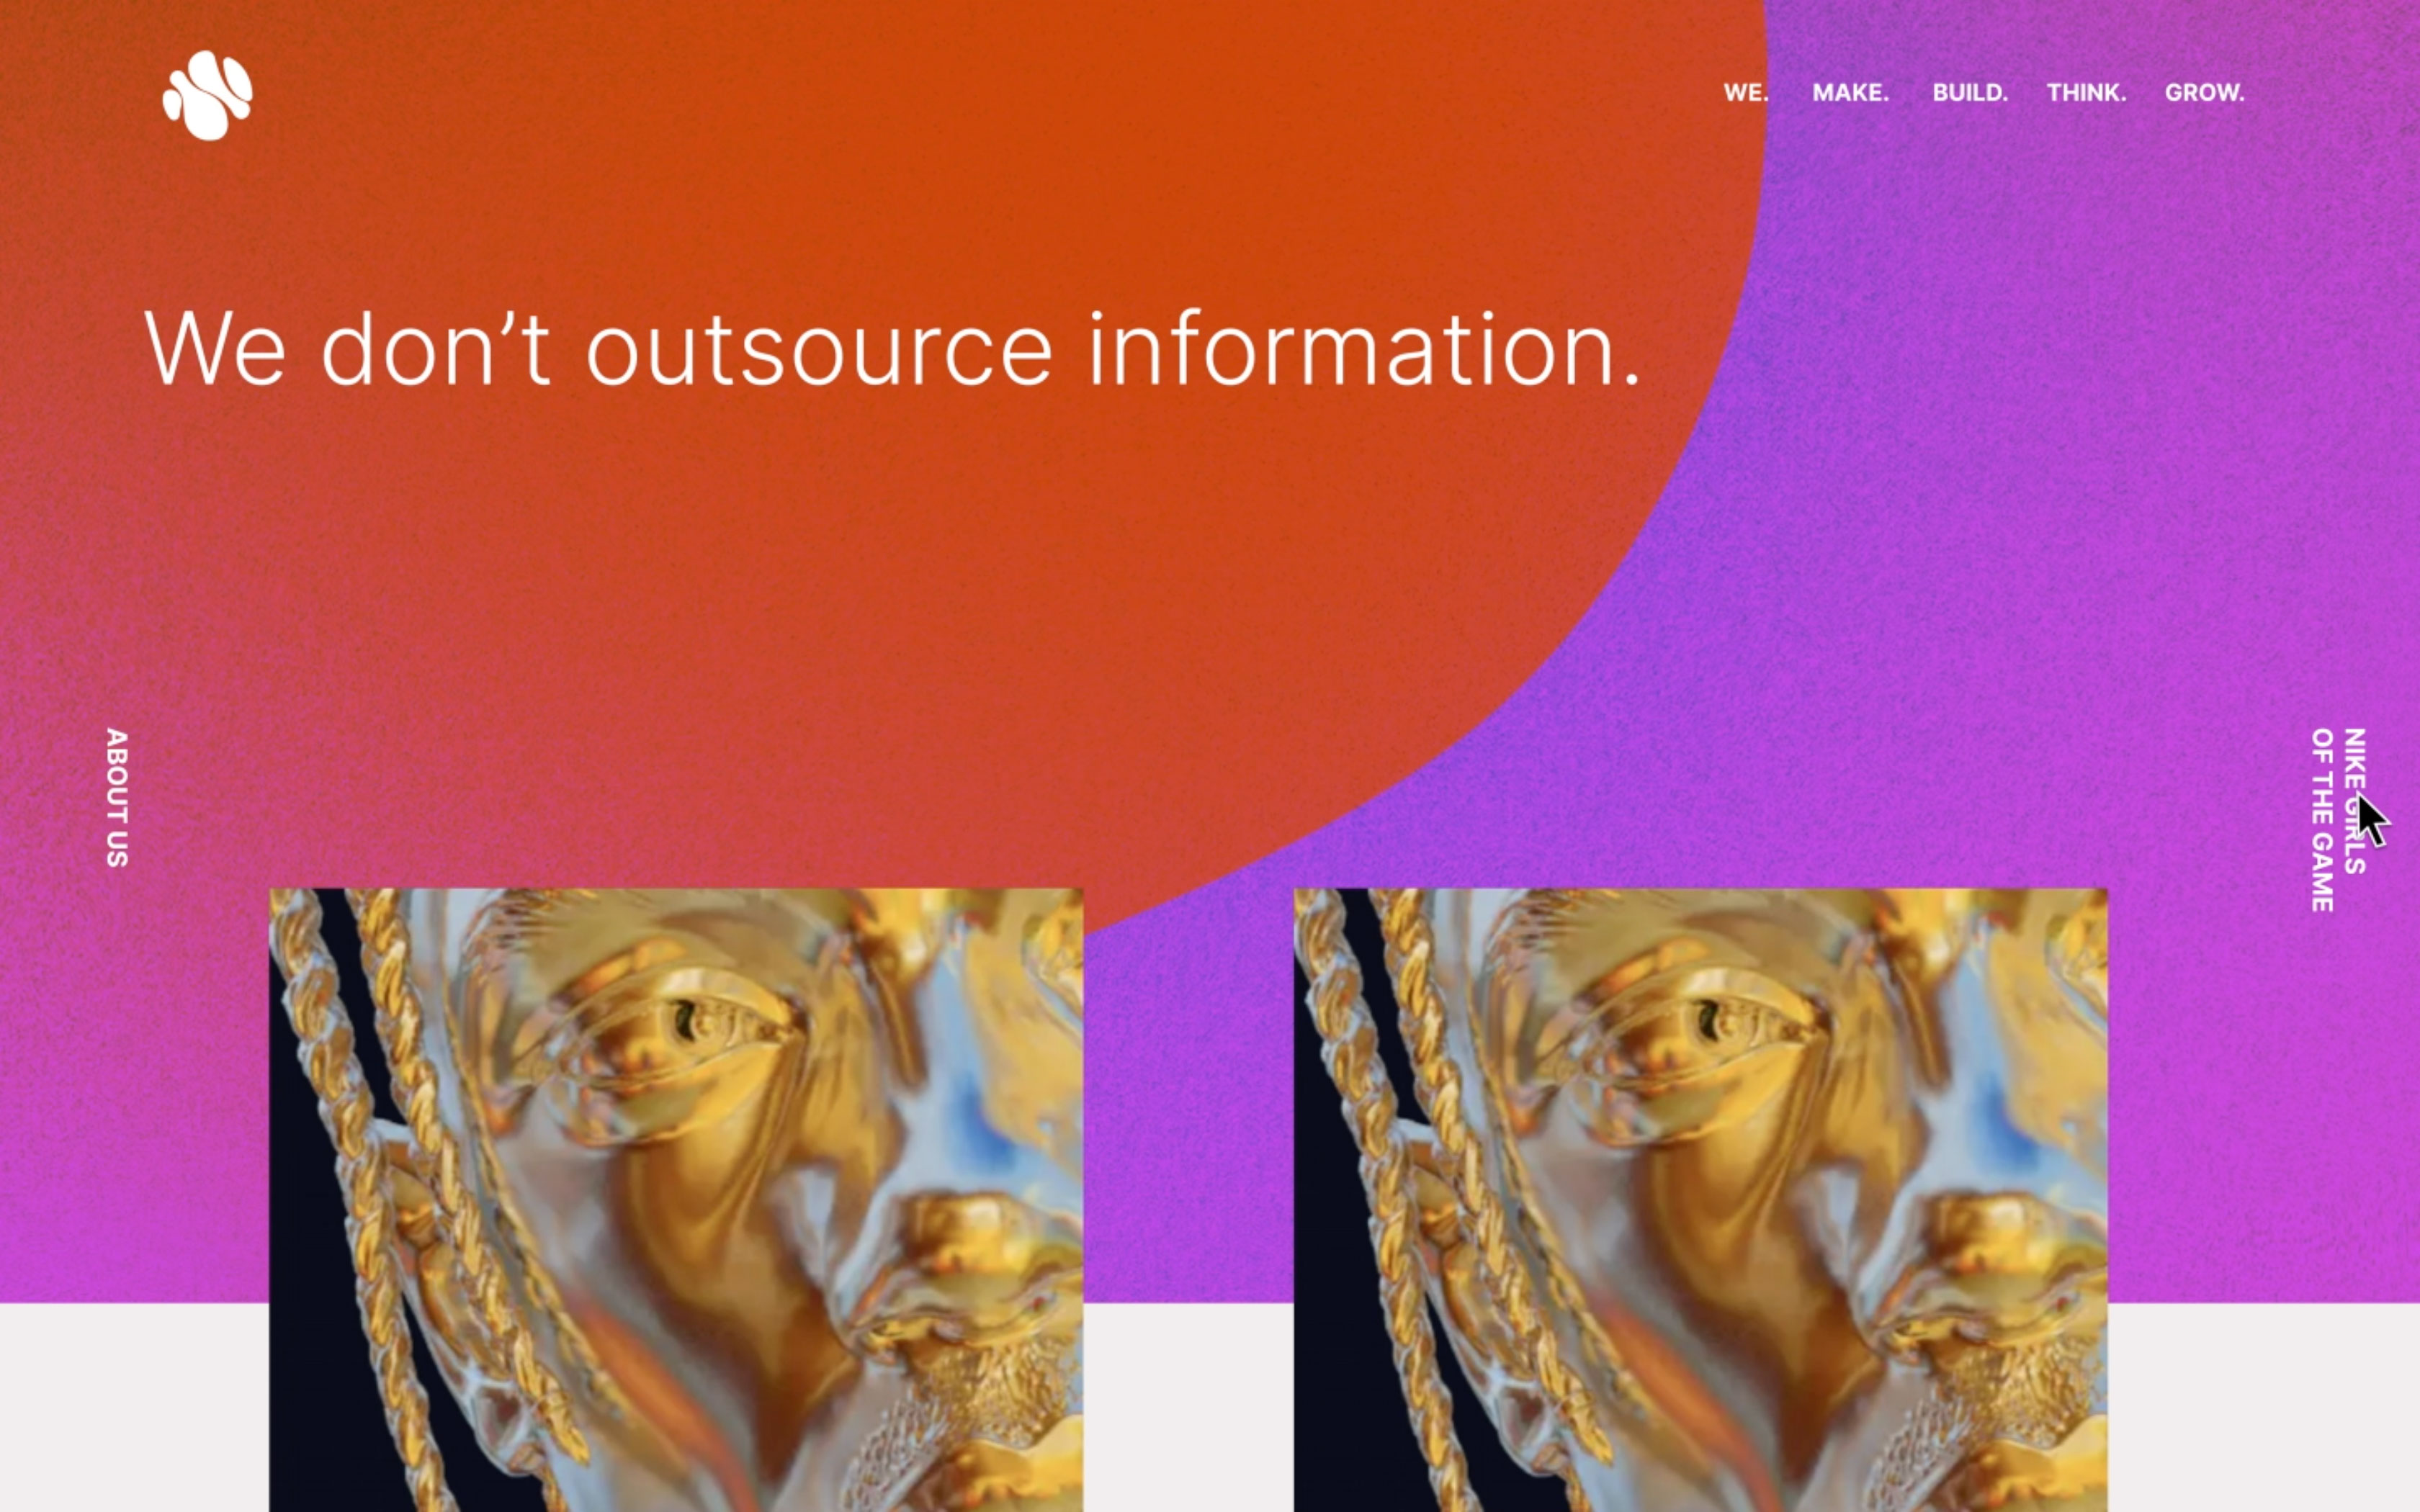 WE. MAKE. BUILD. THINK. GROW.
We don’t outsource information.
ABOUT US
NIKE GIRLS
OF THE GAME